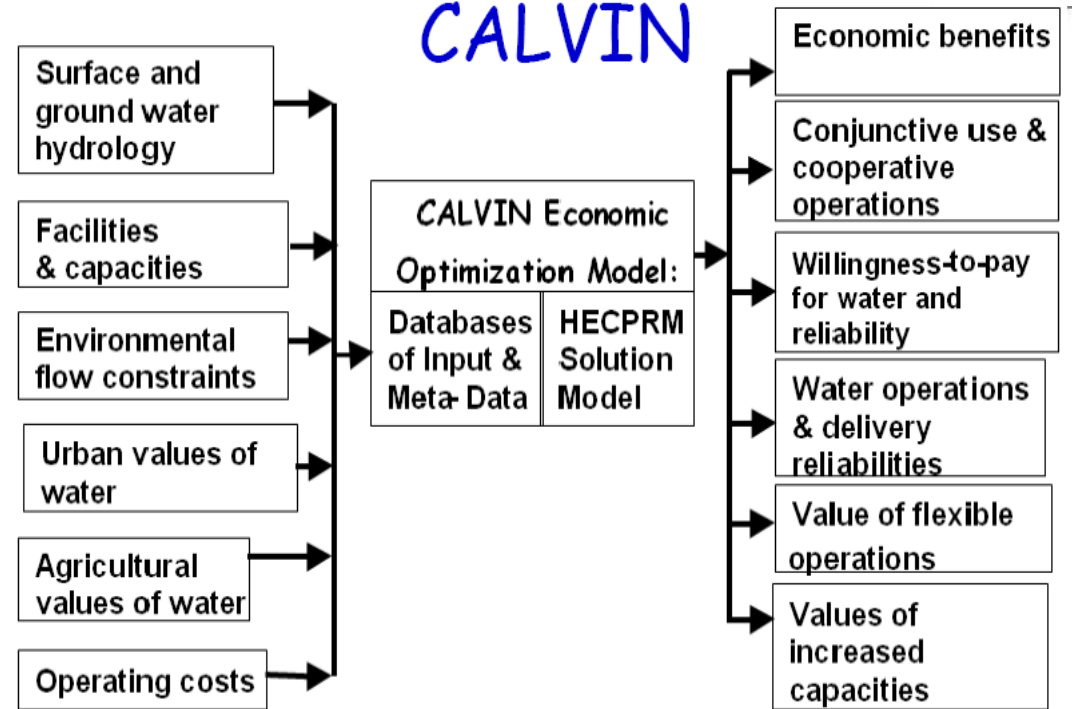 CALVIN
Surface and
ground water
hydrology
Facilities
& capacities
Environmental
flow constraints
Urban values of
water
Agricultural
values of water
Operating costs
CALVIN Economic
Optimization Model:
Databases
of Input &
Meta- Data
HECPRM
Solution
Model
Economic benefits
Conjunctive use &
cooperative
operations
Willingness-to-pay
for water and
reliability
Water operations
& delivery
reliabilities
Value of flexible
operations
Values of
increased
capacities